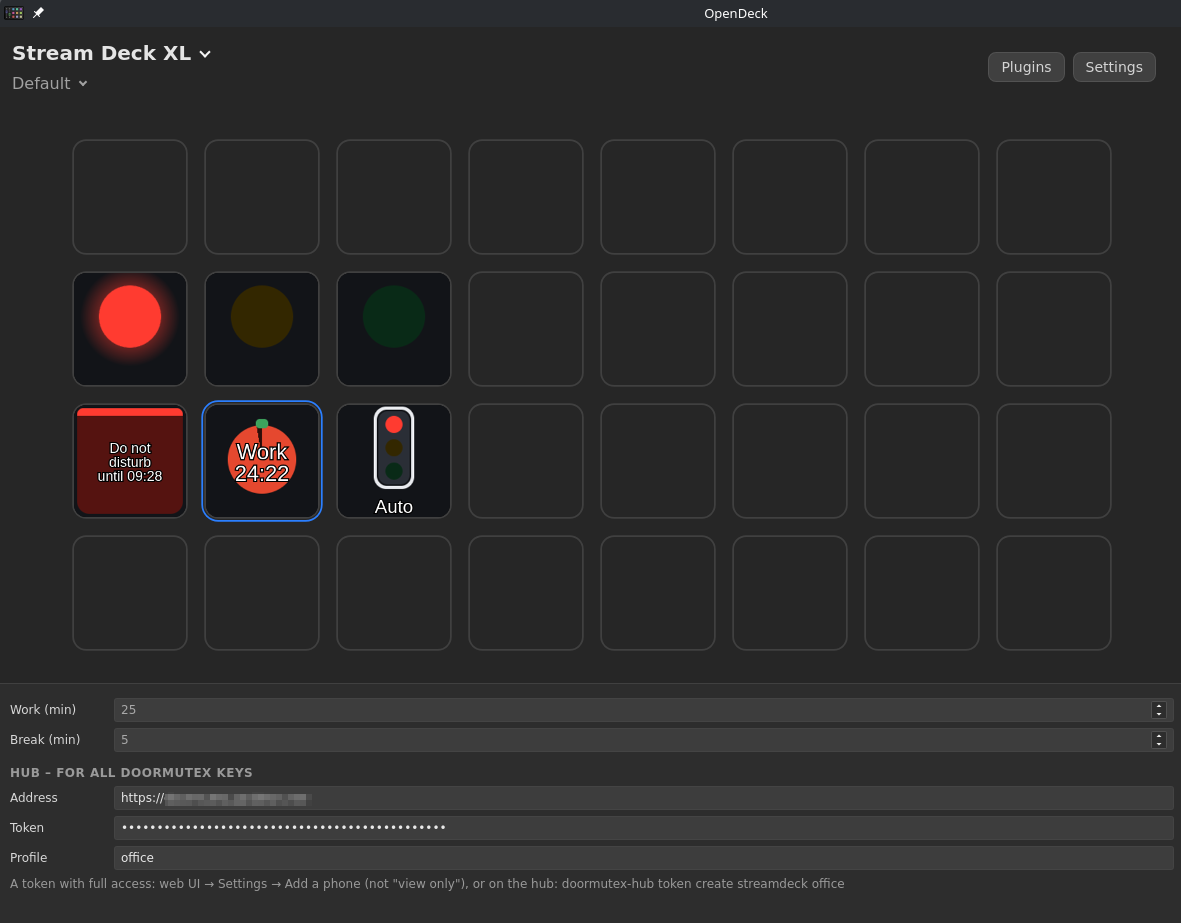 OpenDeck
Stream Deck XL
Default
Plugins
Settings
Do not
disturb
until 09:28
Work
24:22
Auto
Work (min)
25
Break (min)
5
HUB – FOR ALL DOORMUTEX KEYS
Address
https://
Token
••••••••••••••••••••••••••••••••••••••••••••••
Profile
office
A token with full access: web UI → Settings → Add a phone (not "view only"), or on the hub: doormutex-hub token create streamdeck office